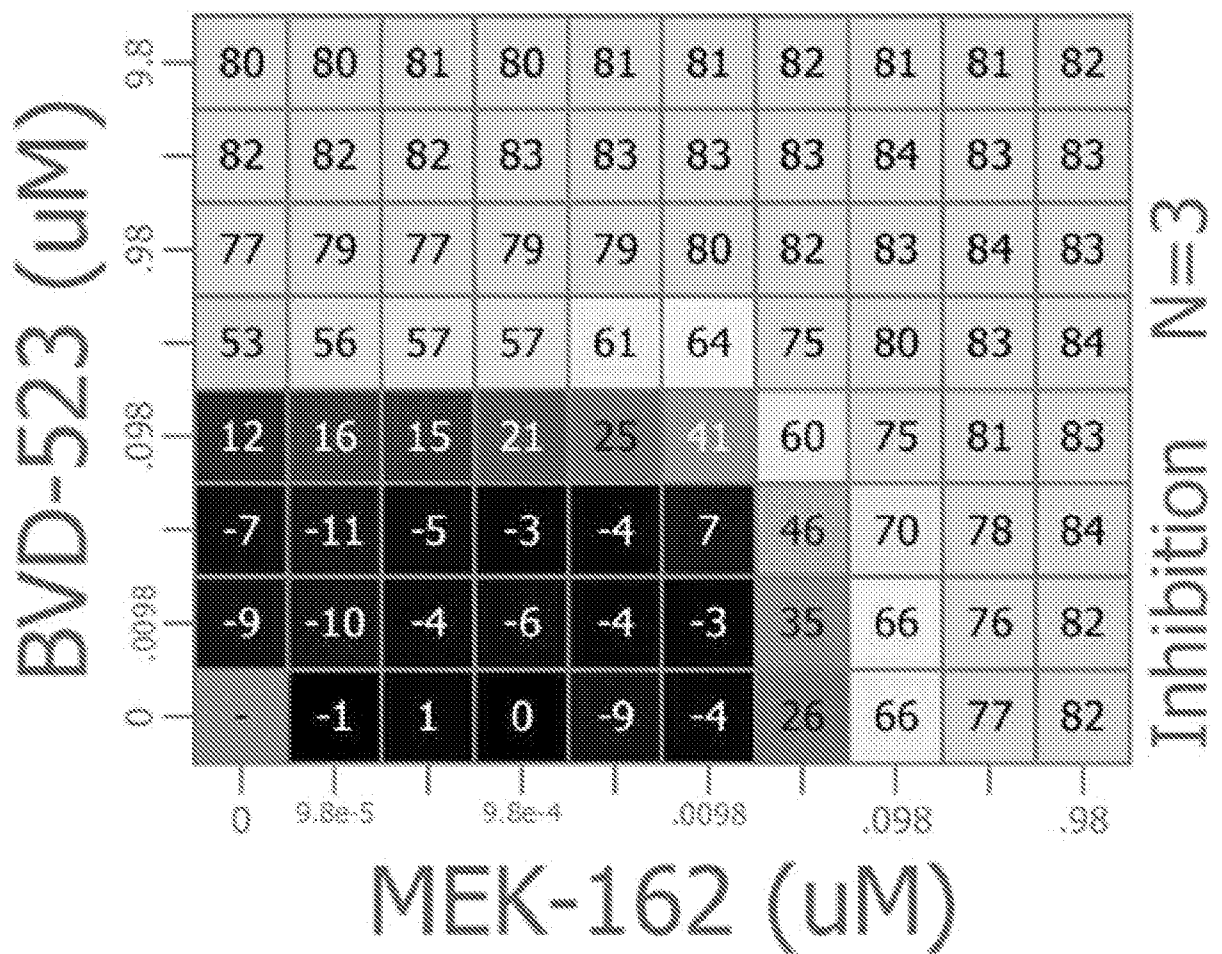 BVD-523 (uM)
9.8 80 80 81 80 81 81 82 81 81 82
82 82 82 83 83 83 83 84 83 83
.98 77 79 77 79 79 80 82 83 84 83
53 56 57 57 61 64 75 80 83 84
.098 12 16 15 21 25 41 60 75 81 83
-7 -11 -5 -3 -4 7 46 70 78 84
.0098 -9 -10 -4 -6 -4 -3 35 66 76 82
0 - -1 1 0 -9 -4 26 66 77 82
0 9.8e-5 9.8e-4 .0098 .098 .98
MEK-162 (uM)
Inhibition N=3